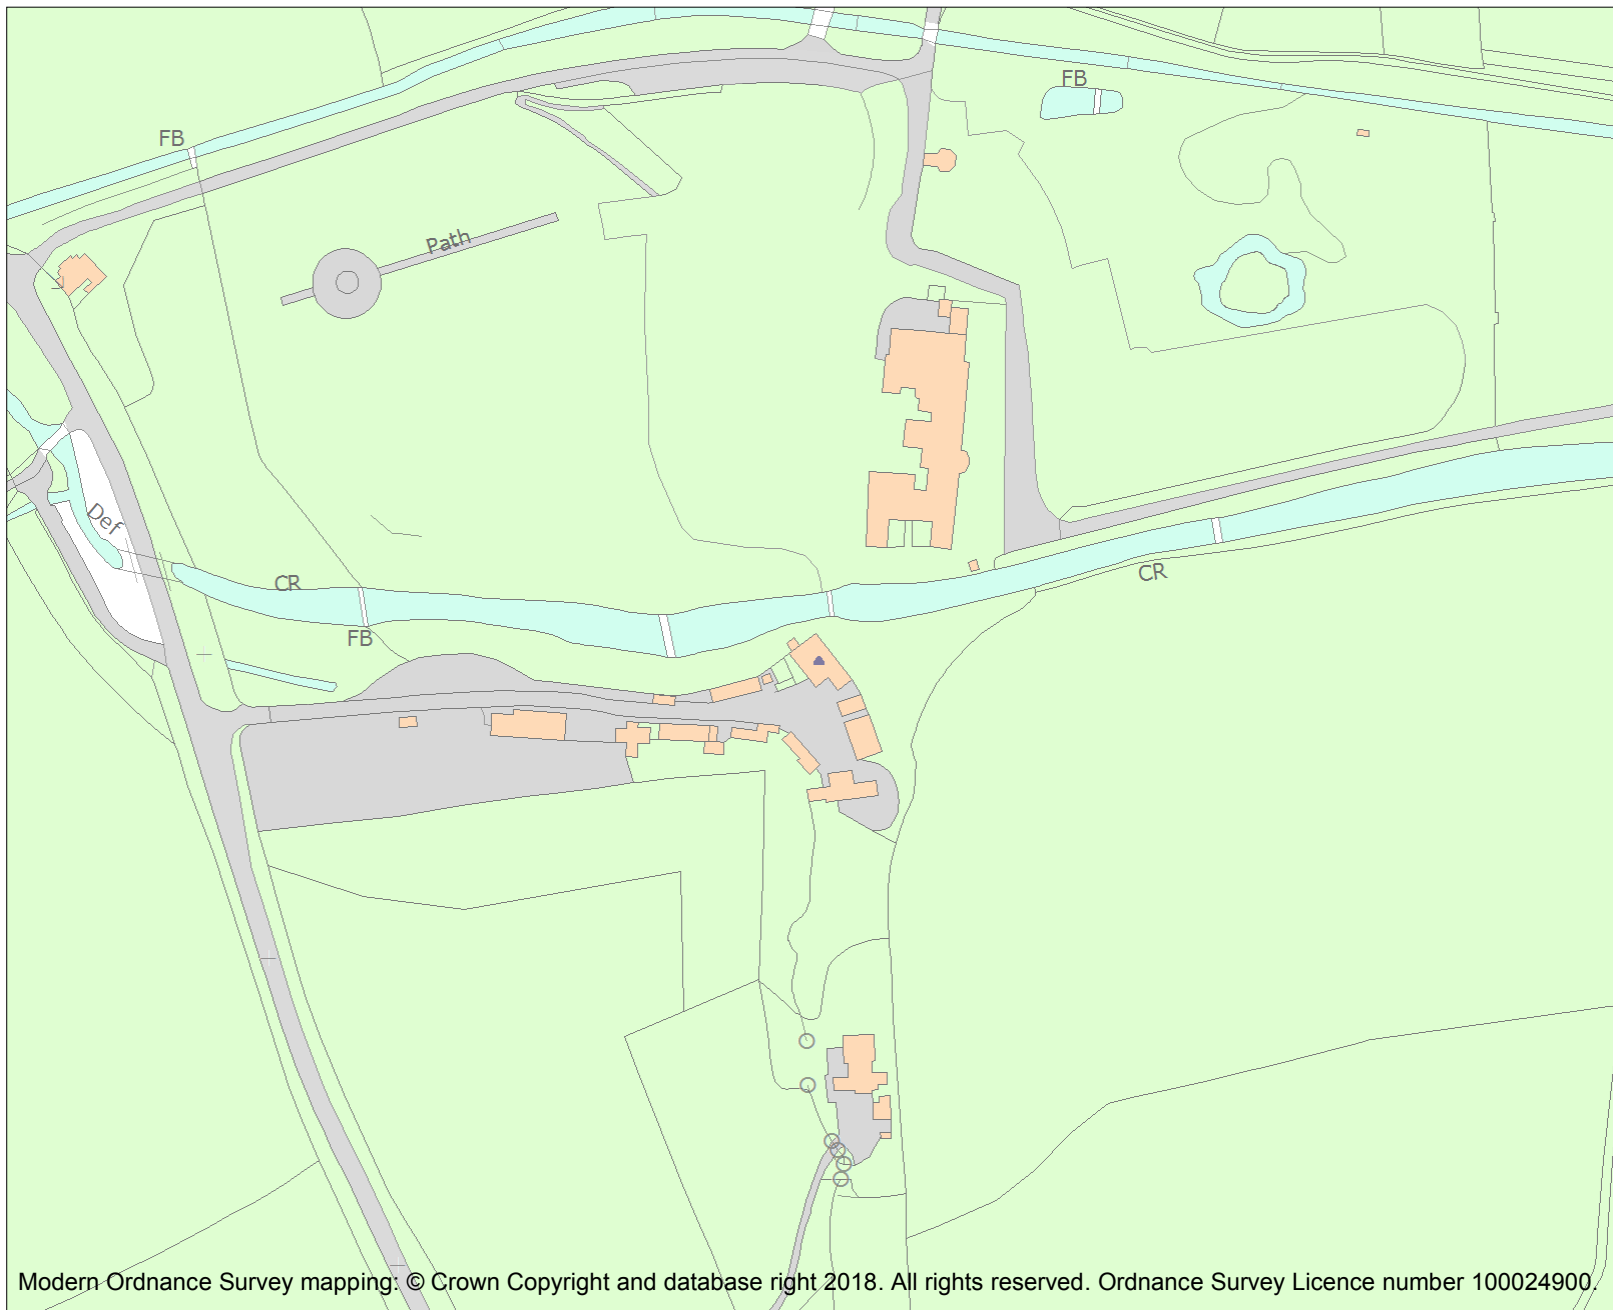 FB
FB
Path
Def
CR
CR
FB
Modern Ordnance Survey mapping: © Crown Copyright and database right 2018. All rights reserved. Ordnance Survey Licence number 100024900.